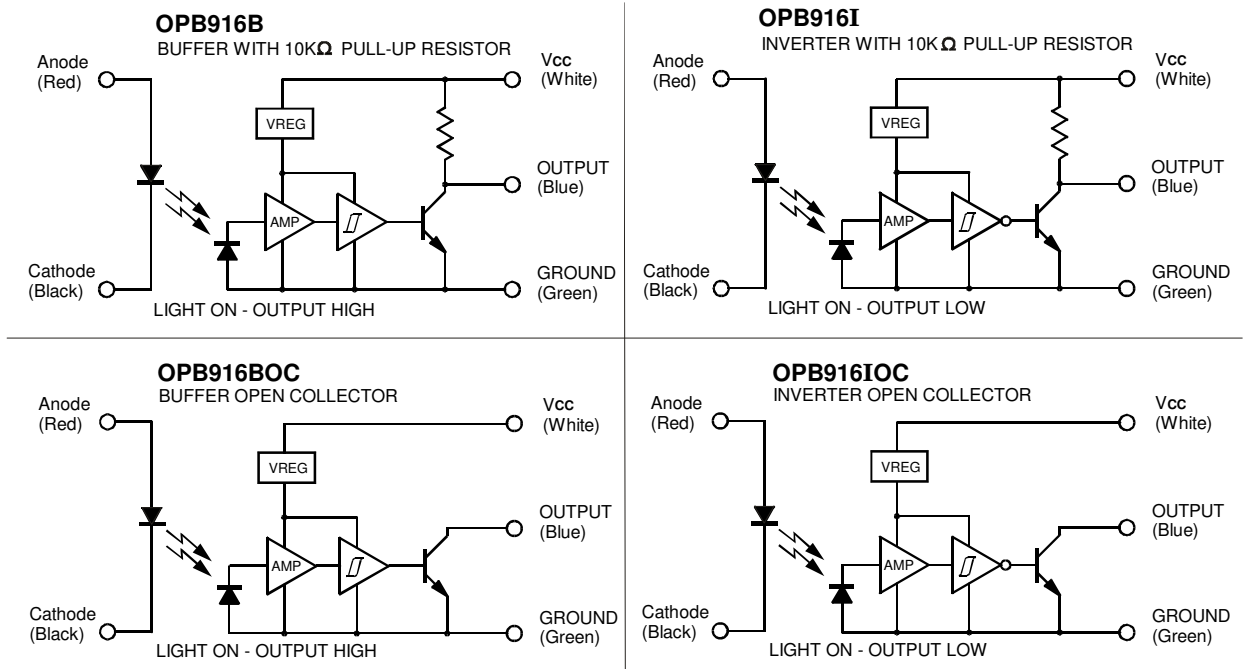 OPB916B
BUFFER WITH 10KΩ PULL-UP RESISTOR
Anode
(Red)
Vcc
(White)
VREG
OUTPUT
(Blue)
AMP
Cathode
(Black)
GROUND
(Green)
LIGHT ON - OUTPUT HIGH
OPB916I
INVERTER WITH 10KΩ PULL-UP RESISTOR
Anode
(Red)
Vcc
(White)
VREG
OUTPUT
(Blue)
AMP
Cathode
(Black)
GROUND
(Green)
LIGHT ON - OUTPUT LOW
OPB916BOC
BUFFER OPEN COLLECTOR
Anode
(Red)
Vcc
(White)
VREG
OUTPUT
(Blue)
AMP
Cathode
(Black)
GROUND
(Green)
LIGHT ON - OUTPUT HIGH
OPB916IOC
INVERTER OPEN COLLECTOR
Anode
(Red)
Vcc
(White)
VREG
OUTPUT
(Blue)
AMP
Cathode
(Black)
GROUND
(Green)
LIGHT ON - OUTPUT LOW